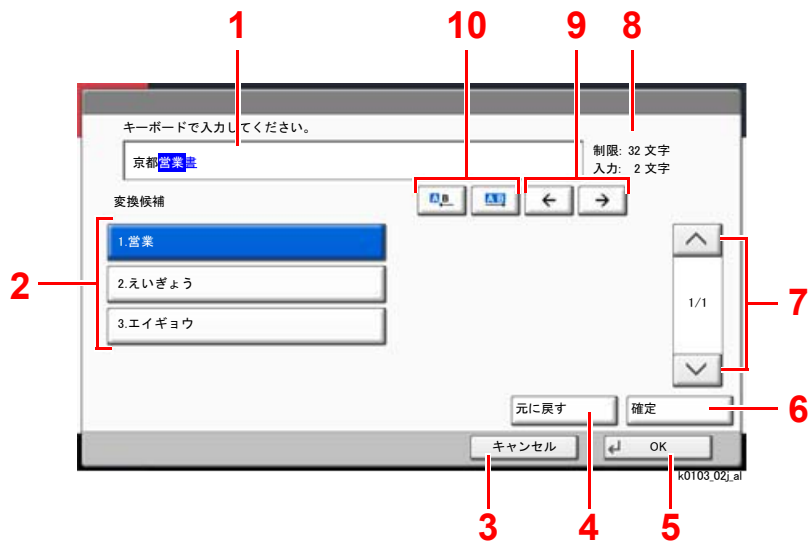 1
10
9
8
キーボードで入力してください。
京都営業書
制限: 32 文字
入力: 2 文字
変換候補
A B
A B
← →
1.営業
2.えいぎょう
3.エイギョウ
2
1/1
7
元に戻す
確定
6
キャンセル
OK
k0103_02j_al
3
4
5